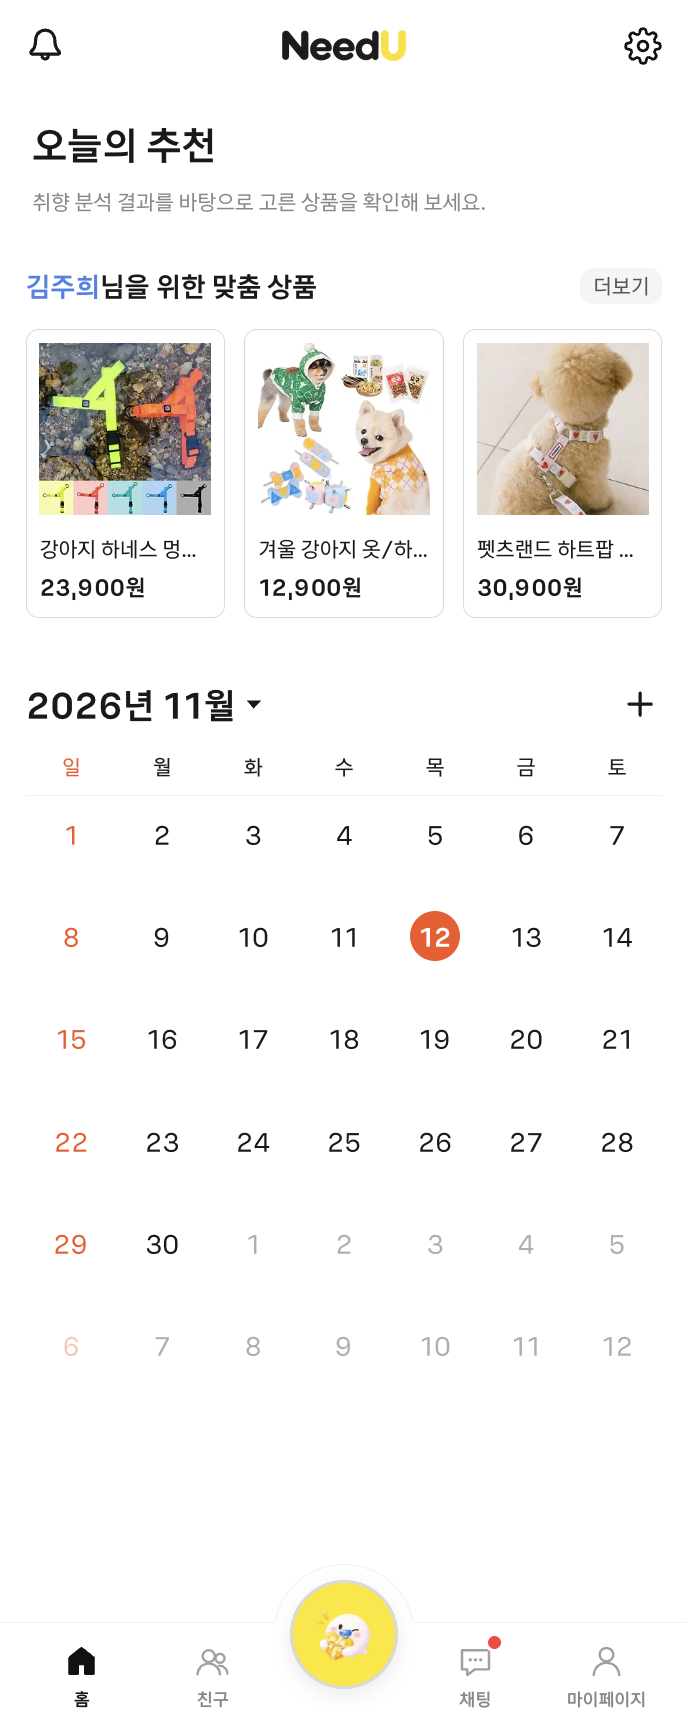 NeedU
오늘의 추천
취향 분석 결과를 바탕으로 고른 상품을 확인해 보세요.
김주희님을 위한 맞춤 상품
더보기
강아지 하네스 멍...
겨울 강아지 옷/하...
펫츠랜드 하트팝 ...
23,900원
12,900원
30,900원
2026년 11월
일 월 화 수 목 금 토
1 2 3 4 5 6 7
8 9 10 11 12 13 14
15 16 17 18 19 20 21
22 23 24 25 26 27 28
29 30 1 2 3 4 5
6 7 8 9 10 11 12
홈 친구 채팅 마이페이지